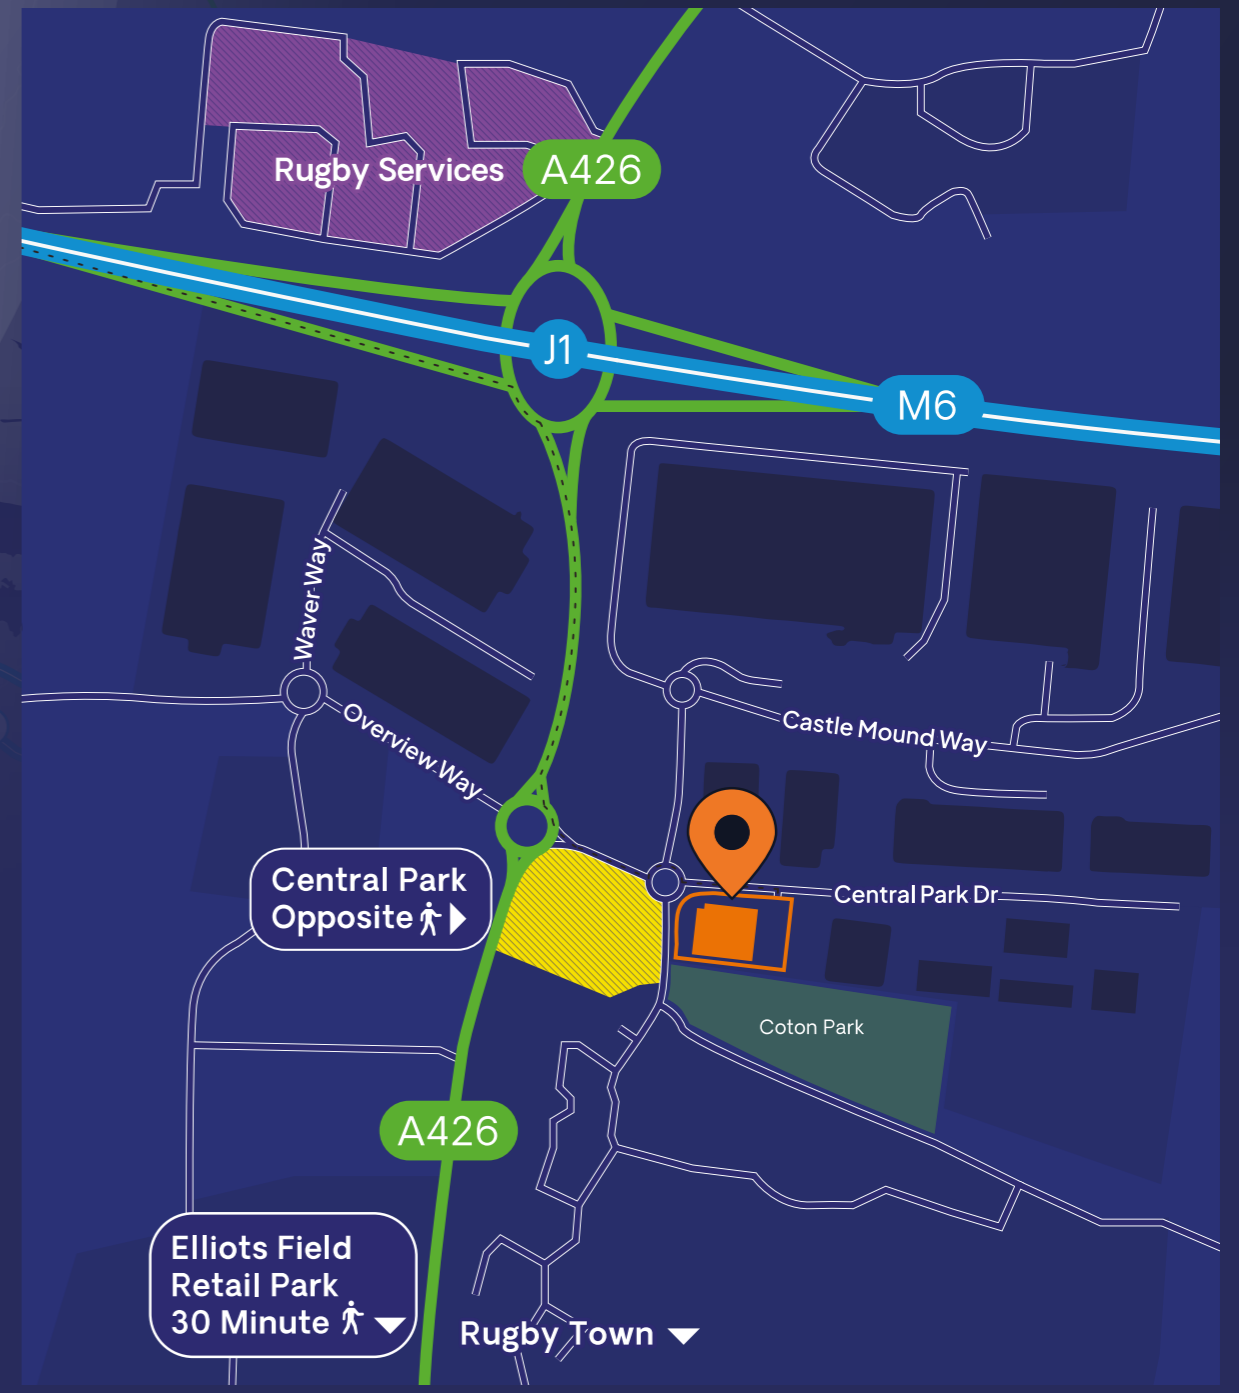 Rugby Services
A426
J1
M6
Waver Way
Overview Way
Castle Mound Way
Central Park
Opposite
Central Park Dr
Coton Park
A426
Elliots Field
Retail Park
30 Minute
Rugby Town